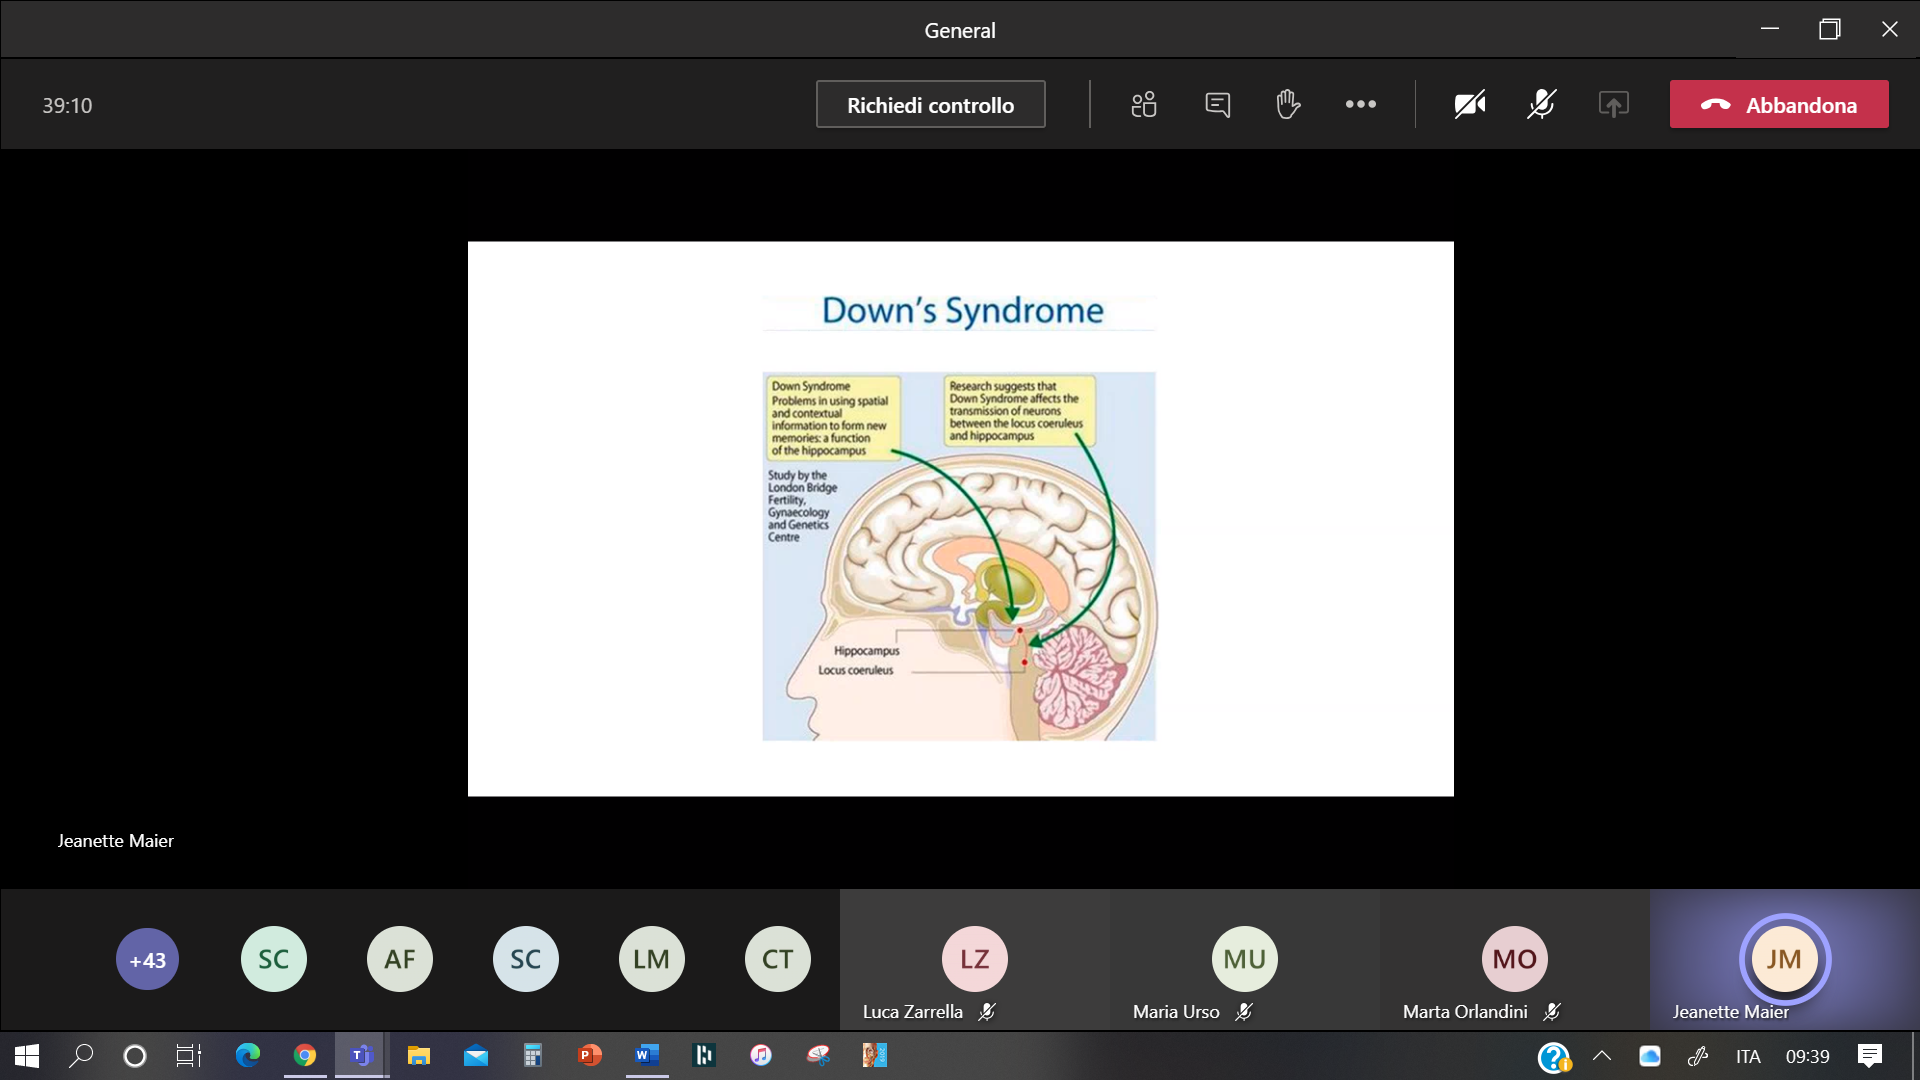 General
39:10
Richiedi controllo
Abbandona
Down's Syndrome
Down Syndrome
Problems in using spatial
and contextual
information to form new
memories: a function
of the hippocampus
Research suggests that
Down Syndrome affects the
transmission of neurons
between the locus coeruleus
and hippocampus
Study by the
London Bridge
Fertility,
Gynaecology
and Genetics
Centre
Hippocampus
Locus coeruleus
Jeanette Maier
+43
SC
AF
SC
LM
CT
LZ
Luca Zarrella
MU
Maria Urso
MO
Marta Orlandini
JM
Jeanette Maier
ITA
09:39